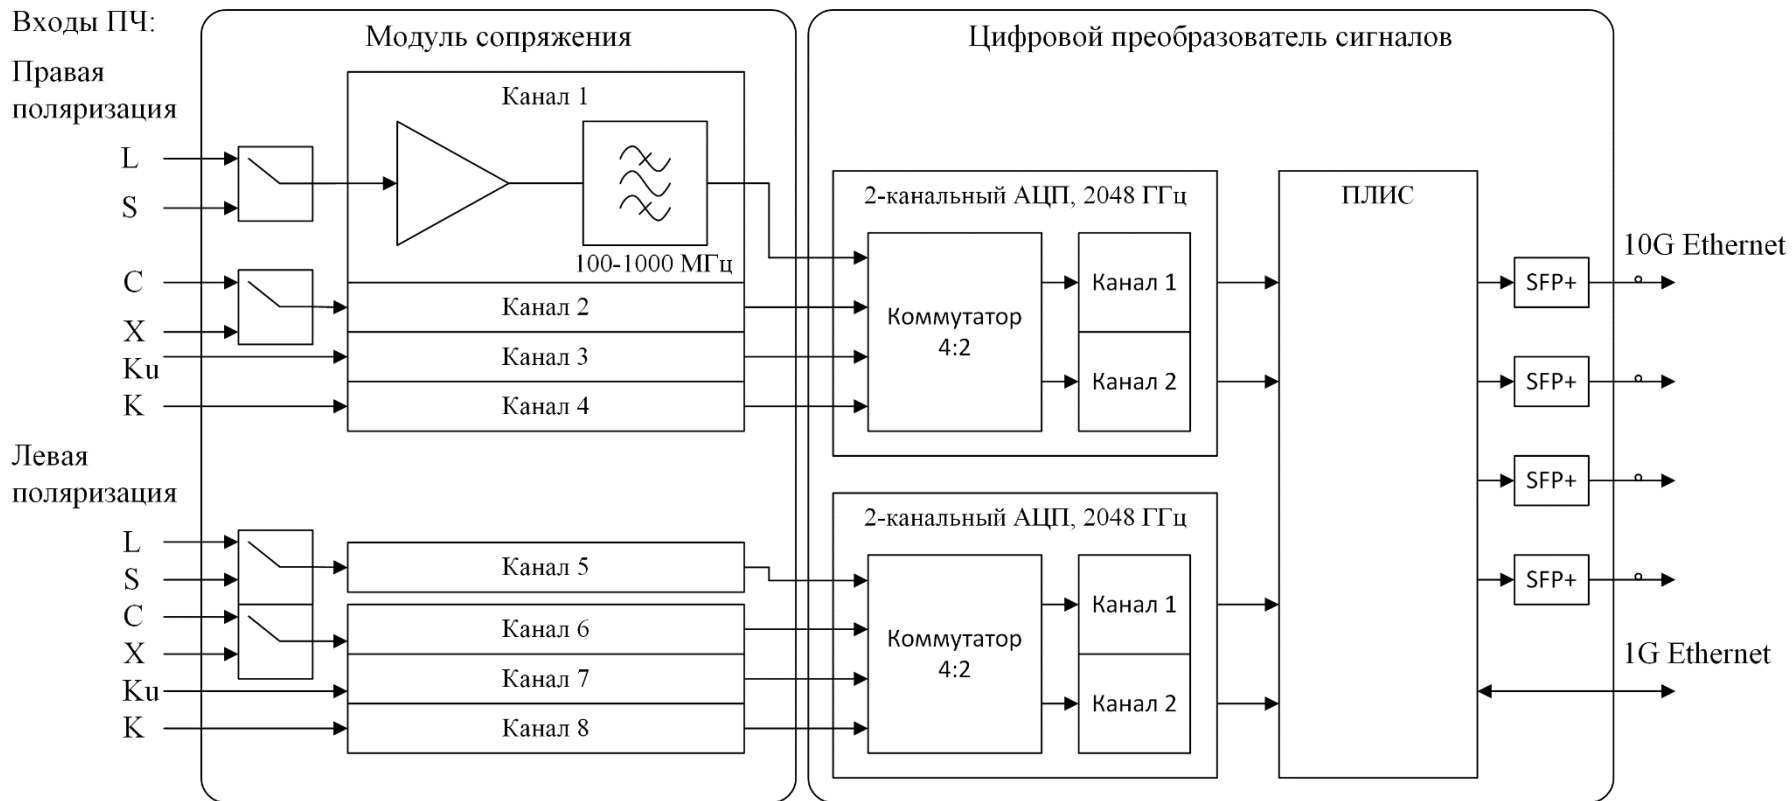 Входы ПЧ:
Модуль сопряжения
Цифровой преобразователь сигналов
Правая
поляризация
L
S
C
X
Ku
K
Канал 1
100-1000 МГц
Канал 2
Канал 3
Канал 4
2-канальный АЦП, 2048 ГГц
Коммутатор
4:2
Канал 1
Канал 2
ПЛИС
SFP+
SFP+
SFP+
SFP+
10G Ethernet
1G Ethernet
Левая
поляризация
L
S
C
X
Ku
K
Канал 5
Канал 6
Канал 7
Канал 8
2-канальный АЦП, 2048 ГГц
Коммутатор
4:2
Канал 1
Канал 2